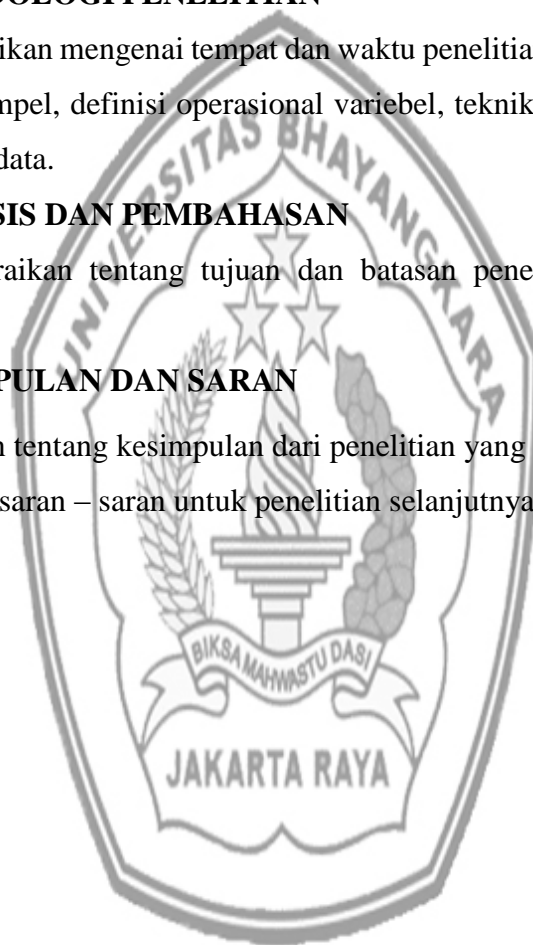 OLOGI PENELITIAN
ikan mengenai tempat dan waktu penelitia
mpel, definisi operasional variebel, teknik
data.
SIS DAN PEMBAHASAN
raikan tentang tujuan dan batasan pene
PULAN DAN SARAN
n tentang kesimpulan dari penelitian yang
saran – saran untuk penelitian selanjutnya
UNIVERSITAS BHAYANGKARA
BIKSA MAHWASTU DASI
JAKARTA RAYA